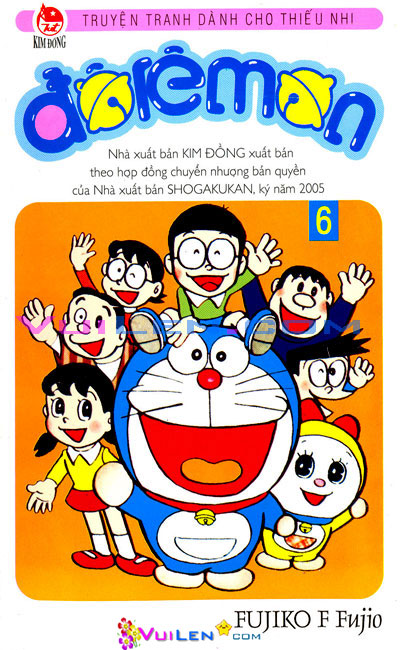 TRUYỆN TRANH DÀNH CHO THIẾU NHI
KIM ĐỒNG
đôrêmon
Nhà xuất bản KIM ĐỒNG xuất bản
theo hợp đồng chuyển nhượng bản quyền
của Nhà xuất bản SHOGAKUKAN, ký năm 2005
6
VUILEN.COM
FUJIKO F Fujio
VUILEN.COM